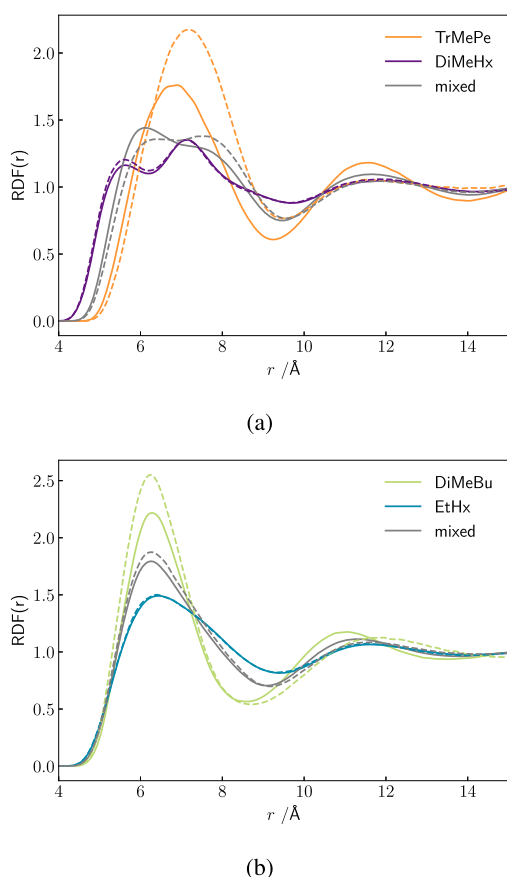 TrMePe
DiMeHx
mixed
RDF(r)
2.0
1.5
1.0
0.5
0.0
4 6 8 10 12 14
r /Å
(a)
DiMeBu
EtHx
mixed
RDF(r)
2.5
2.0
1.5
1.0
0.5
0.0
4 6 8 10 12 14
r /Å
(b)